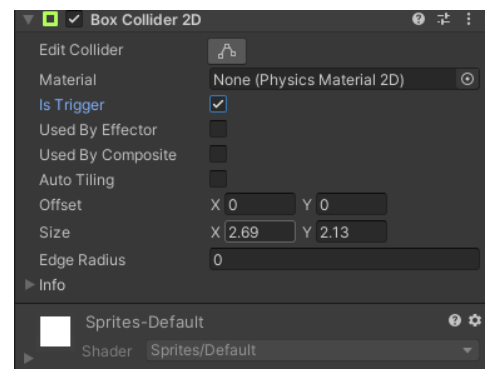 Box Collider 2D
Edit Collider
Material None (Physics Material 2D)
Is Trigger
Used By Effector
Used By Composite
Auto Tiling
Offset X 0 Y 0
Size X 2.69 Y 2.13
Edge Radius 0
Info
Sprites-Default
Shader Sprites/Default